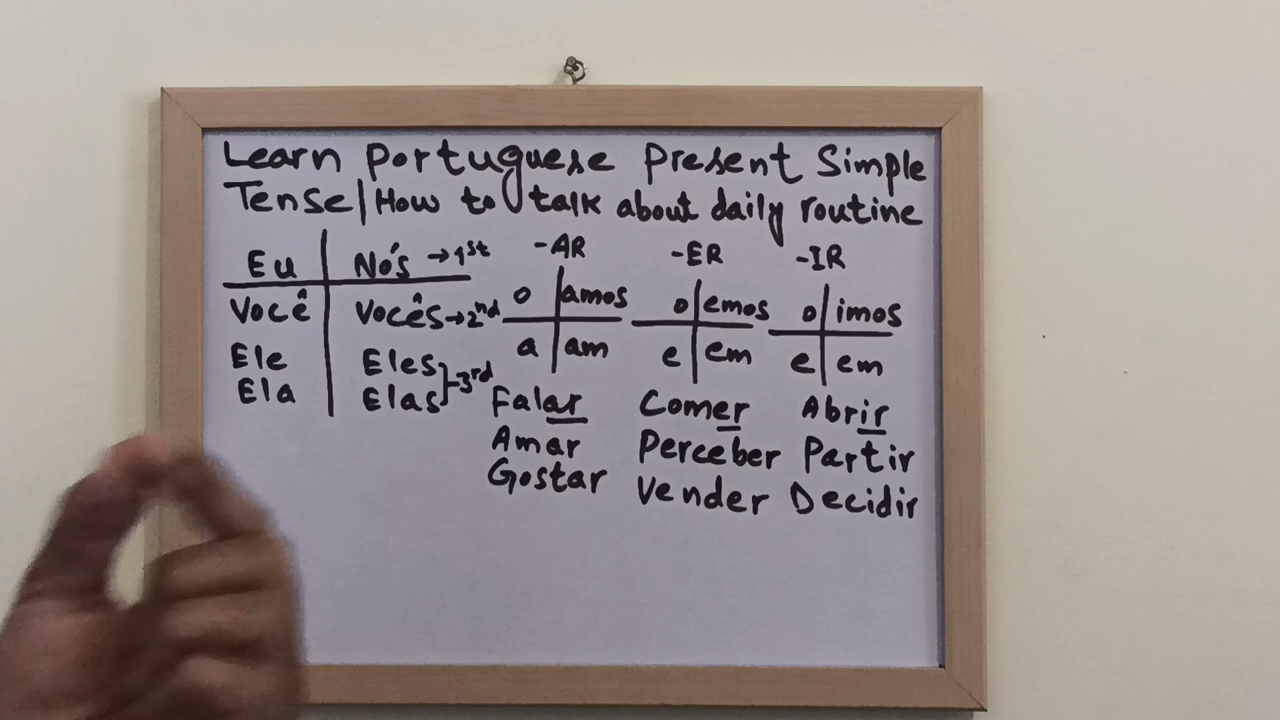 Learn Portuguese Present Simple
Tense | How to talk about daily routine
Eu | Nós → 1st
Você | Vocês → 2nd
Ele | Eles
Ela | Elas } 3rd
-AR
o | amos
a | am
Falar
Amar
Gostar
-ER
o | emos
e | em
Comer
Perceber
Vender
-IR
o | imos
e | em
Abrir
Partir
Decidir